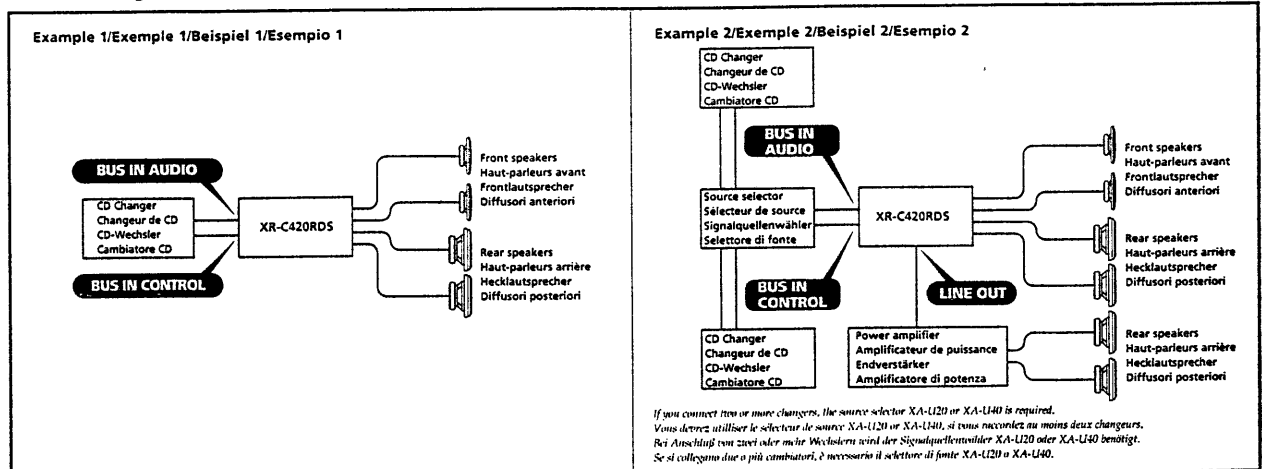 Example 1/Exemple 1/Beispiel 1/Esempio 1
BUS IN AUDIO
CD Changer
Changeur de CD
CD-Wechsler
Cambiatore CD
BUS IN CONTROL
XR-C420RDS
Front speakers
Haut-parleurs avant
Frontlautsprecher
Diffusori anteriori
Rear speakers
Haut-parleurs arrière
Hecklautsprecher
Diffusori posteriori
Example 2/Exemple 2/Beispiel 2/Esempio 2
CD Changer
Changeur de CD
CD-Wechsler
Cambiatore CD
BUS IN
AUDIO
Source selector
Sélecteur de source
Signalquellenwähler
Selettore di fonte
XR-C420RDS
Front speakers
Haut-parleurs avant
Frontlautsprecher
Diffusori anteriori
Rear speakers
Haut-parleurs arrière
Hecklautsprecher
Diffusori posteriori
BUS IN
CONTROL
LINE OUT
CD Changer
Changeur de CD
CD-Wechsler
Cambiatore CD
Power amplifier
Amplificateur de puissance
Endverstärker
Amplificatore di potenza
Rear speakers
Haut-parleurs arrière
Hecklautsprecher
Diffusori posteriori
If you connect two or more changers, the source selector XA-U20 or XA-U40 is required.
Vous devrez utilliser le sélecteur de source XA-U20 or XA-U40, si vous raccordez au moins deux changeurs.
Bei Anschluß von zwei oder mehr Wechslern wird der Signalquellenwähler XA-U20 oder XA-U40 benötigt.
Se si collegano due o più cambiatori, è necessario il selettore di fonte XA-U20 o XA-U40.